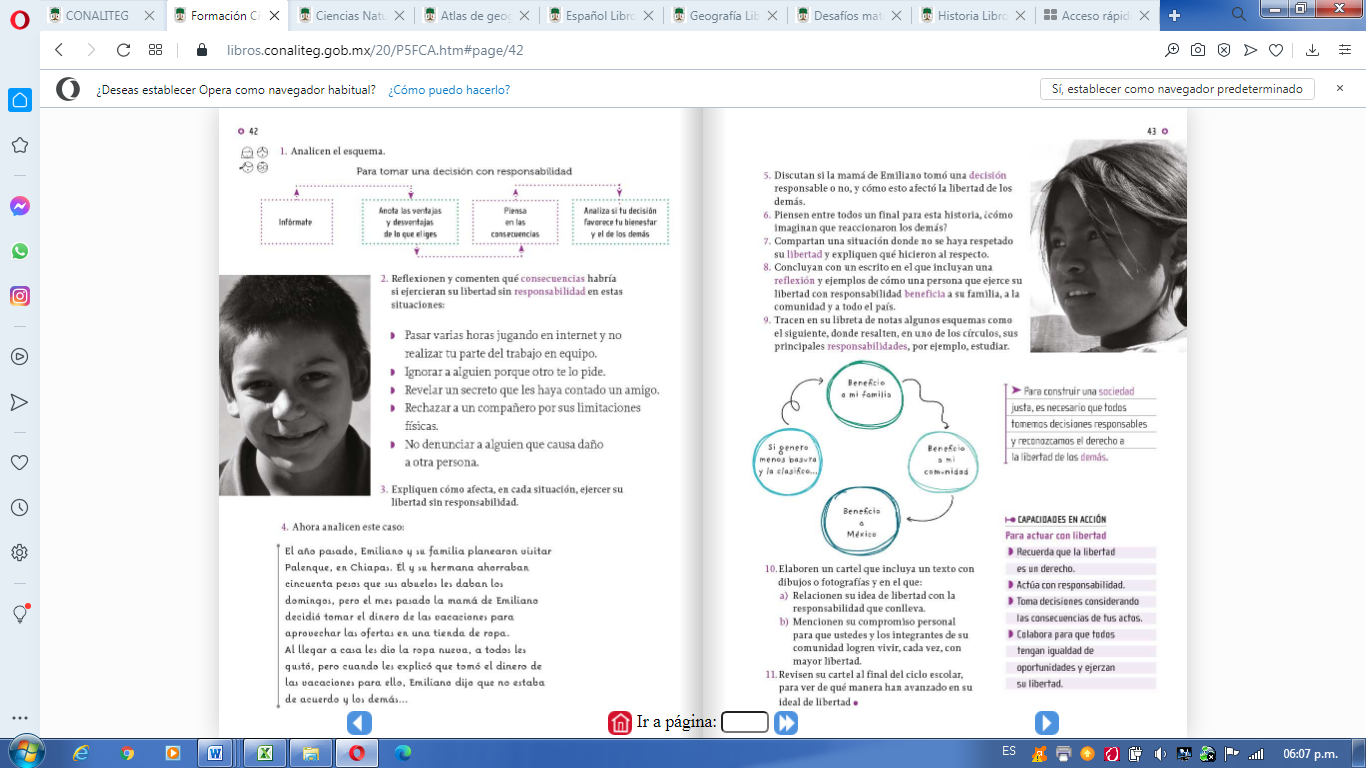 CONALITEG
Formación Cí
Ciencias Natu
Atlas de geog
Español Libro
Geografía Lib
Desafíos mat
Historia Libro
Acceso rápid
libros.conaliteg.gob.mx/20/P5FCA.htm#page/42
¿Deseas establecer Opera como navegador habitual? ¿Cómo puedo hacerlo?
Sí, establecer como navegador predeterminado
42
1. Analicen el esquema.
Para tomar una decisión con responsabilidad
Infórmate
Anota las ventajas
y desventajas
de lo que eliges
Piensa
en las
consecuencias
Analiza si tu decisión
favorece tu bienestar
y el de los demás
2. Reflexionen y comenten qué consecuencias habría
si ejercieran su libertad sin responsabilidad en estas
situaciones:
Pasar varias horas jugando en internet y no
realizar tu parte del trabajo en equipo.
Ignorar a alguien porque otro te lo pide.
Revelar un secreto que les haya contado un amigo.
Rechazar a un compañero por sus limitaciones
físicas.
No denunciar a alguien que causa daño
a otra persona.
3. Expliquen cómo afecta, en cada situación, ejercer su
libertad sin responsabilidad.
4. Ahora analicen este caso:
El año pasado, Emiliano y su familia planearon visitar
Palenque, en Chiapas. Él y su hermana ahorraban
cincuenta pesos que sus abuelos les daban los
domingos, pero el mes pasado la mamá de Emiliano
decidió tomar el dinero de las vacaciones para
aprovechar las ofertas en una tienda de ropa.
Al llegar a casa les dio la ropa nueva, a todos les
gustó, pero cuando les explicó que tomó el dinero de
las vacaciones para ello, Emiliano dijo que no estaba
de acuerdo y los demás...
43
5. Discutan si la mamá de Emiliano tomó una decisión
responsable o no, y cómo esto afectó la libertad de los
demás.
6. Piensen entre todos un final para esta historia, ¿cómo
imaginan que reaccionaron los demás?
7. Compartan una situación donde no se haya respetado
su libertad y expliquen qué hicieron al respecto.
8. Concluyan con un escrito en el que incluyan una
reflexión y ejemplos de cómo una persona que ejerce su
libertad con responsabilidad beneficia a su familia, a la
comunidad y a todo el país.
9. Tracen en su libreta de notas algunos esquemas como
el siguiente, donde resalten, en uno de los círculos, sus
principales responsabilidades, por ejemplo, estudiar.
Beneficio
a mi familia
Si genero
menos basura
y la clasifico...
Beneficio
a mi
comunidad
Beneficio
a
México
10. Elaboren un cartel que incluya un texto con
dibujos o fotografías y en el que:
a) Relacionen su idea de libertad con la
responsabilidad que conlleva.
b) Mencionen su compromiso personal
para que ustedes y los integrantes de su
comunidad logren vivir, cada vez, con
mayor libertad.
11. Revisen su cartel al final del ciclo escolar,
para ver de qué manera han avanzado en su
ideal de libertad
Para construir una sociedad
justa, es necesario que todos
tomemos decisiones responsables
y reconozcamos el derecho a
la libertad de los demás.
CAPACIDADES EN ACCIÓN
Para actuar con libertad
Recuerda que la libertad
es un derecho.
Actúa con responsabilidad.
Toma decisiones considerando
las consecuencias de tus actos.
Colabora para que todos
tengan igualdad de
oportunidades y ejerzan
su libertad.
Ir a página:
ES
06:07 p.m.